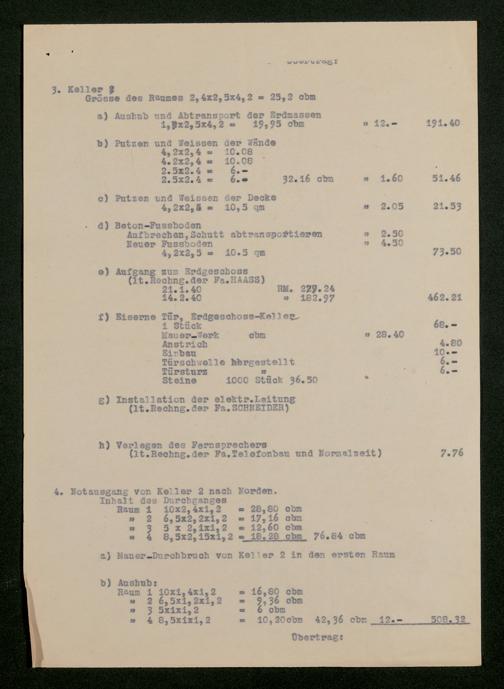 Übertrag:
3. Keller
Grösse des Raumes 2,4x2,5x4,2 = 25,2 cbm
a) Aushub und Abtransport der Erdmassen
x2,5x4,2 = 19,95 cbm " 12.- 191.40
b) Putzen und Weissen der Wände
4,2x2,4 = 10.08
4.2x2,4 = 10.08
2.5x2.4 = 6.-
2.5x2.4 = 6.- 32.16 cbm " 1.60 51.46
c) Putzen und Weissen der Decke
4,2x2,5 = 10,5 qm " 2.05 21.53
d) Beton-Fussboden
Aufbrechen, Schutt abtransportieren " 2.50
Neuer Fussboden " 4.50
4,2x2,5 = 10.5 qm 73.50
e) Aufgang zum Erdgeschoss
(lt.Rechng.der Fa.HAASS)
21.1.40 RM. 279.24
14.2.40 " 182.97 462.21
f) Eiserne Tür, Erdgeschoss-Keller
1 Stück 68.-
Mauer-Werk cbm " 28.40
Anstrich 4.80
Einbau 10.-
Türschwelle hergestellt 6.-
Türsturz " 6.-
Steine 1000 Stück 36.50 "
g) Installation der elektr.Leitung
(lt.Rechng.der Fa.SCHNEIDER)
h) Verlegen des Fernsprechers
(lt.Rechng.der Fa.Telefonbau und Normalzeit) 7.76
4. Notausgang von Keller 2 nach Norden.
Inhalt des Durchganges
Raum 1 10x2,4x1,2 = 28,80 cbm
" 2 6,5x2,2x1,2 = 17,16 cbm
" 3 5 x 2,1x1,2 = 12,60 cbm
" 4 8,5x2,15x1,2 = 18.28 cbm 76.84 cbm
a) Mauer-Durchbruch von Keller 2 in den ersten Raum
b) Aushub:
Raum 1 10x1,4x1,2 = 16,80 cbm
" 2 6,5x1,2x1,2 = 9,36 cbm
" 3 5x1x1,2 = 6 cbm
" 4 8,5x1x1,2 = 10,20cbm 42,36 cbm 12.- 508.32
Übertrag: